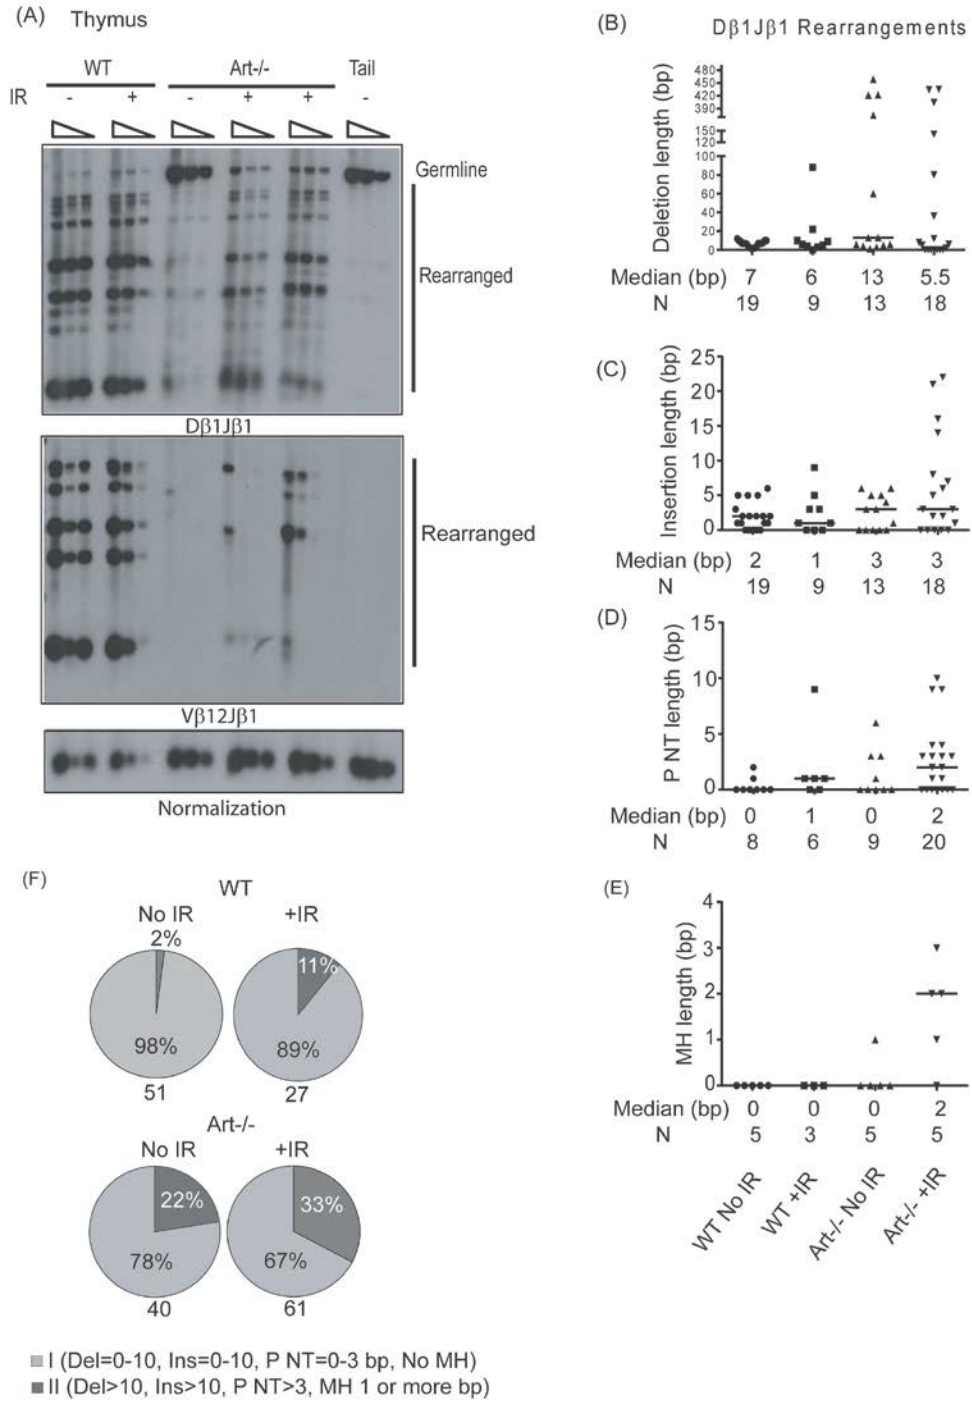 (A) Thymus
WT Art-/- Tail
IR - + - + + -
Germline
Rearranged
Dβ1Jβ1
Rearranged
Vβ12Jβ1
Normalization
(B) Dβ1Jβ1 Rearrangements
Deletion length (bp)
480
450
420
390
150
120
100
80
60
40
20
0
Median (bp) 7 6 13 5.5
N 19 9 13 18
(C)
Insertion length (bp)
25
20
15
10
5
0
Median (bp) 2 1 3 3
N 19 9 13 18
(D)
P NT length (bp)
15
10
5
0
Median (bp) 0 1 0 2
N 8 6 9 20
(E)
MH length (bp)
4
3
2
1
0
Median (bp) 0 0 0 2
N 5 3 5 5
WT No IR
WT +IR
Art-/- No IR
Art-/- +IR
(F)
WT
No IR +IR
2% 11%
98% 89%
51 27
Art-/-
No IR +IR
22% 33%
78% 67%
40 61
I (Del=0-10, Ins=0-10, P NT=0-3 bp, No MH)
II (Del>10, Ins>10, P NT>3, MH 1 or more bp)